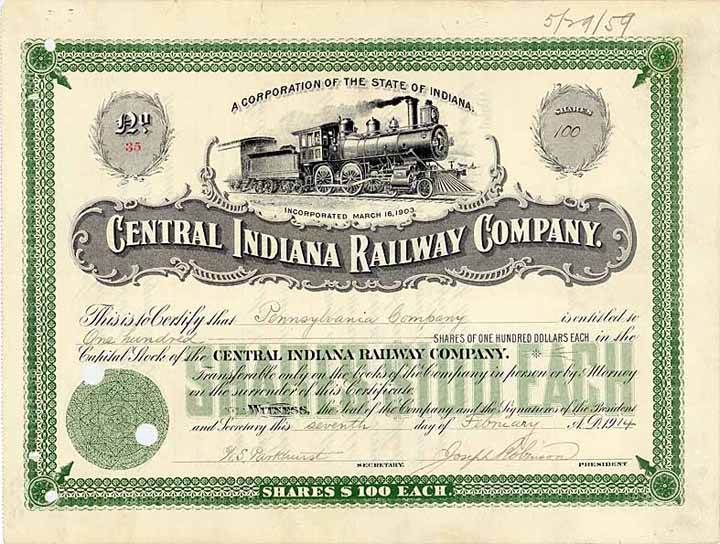 5/29/59
A CORPORATION OF THE STATE OF INDIANA.
No
35
SHARES
100
INCORPORATED MARCH 16, 1903.
CENTRAL INDIANA RAILWAY COMPANY.
This is to Certify that Pennsylvania Company is entitled to
One hundred SHARES OF ONE HUNDRED DOLLARS EACH in the
Capital Stock of the CENTRAL INDIANA RAILWAY COMPANY.
Transferable only on the Books of the Company in person or by Attorney
on the surrender of this Certificate.
WITNESS, the Seal of the Company and the Signatures of the President
and Secretary this seventh day of February A.D. 1914
Parkhurst Joseph Robinson
SECRETARY. PRESIDENT
SHARES $ 100 EACH.
SHARES $100 EACH